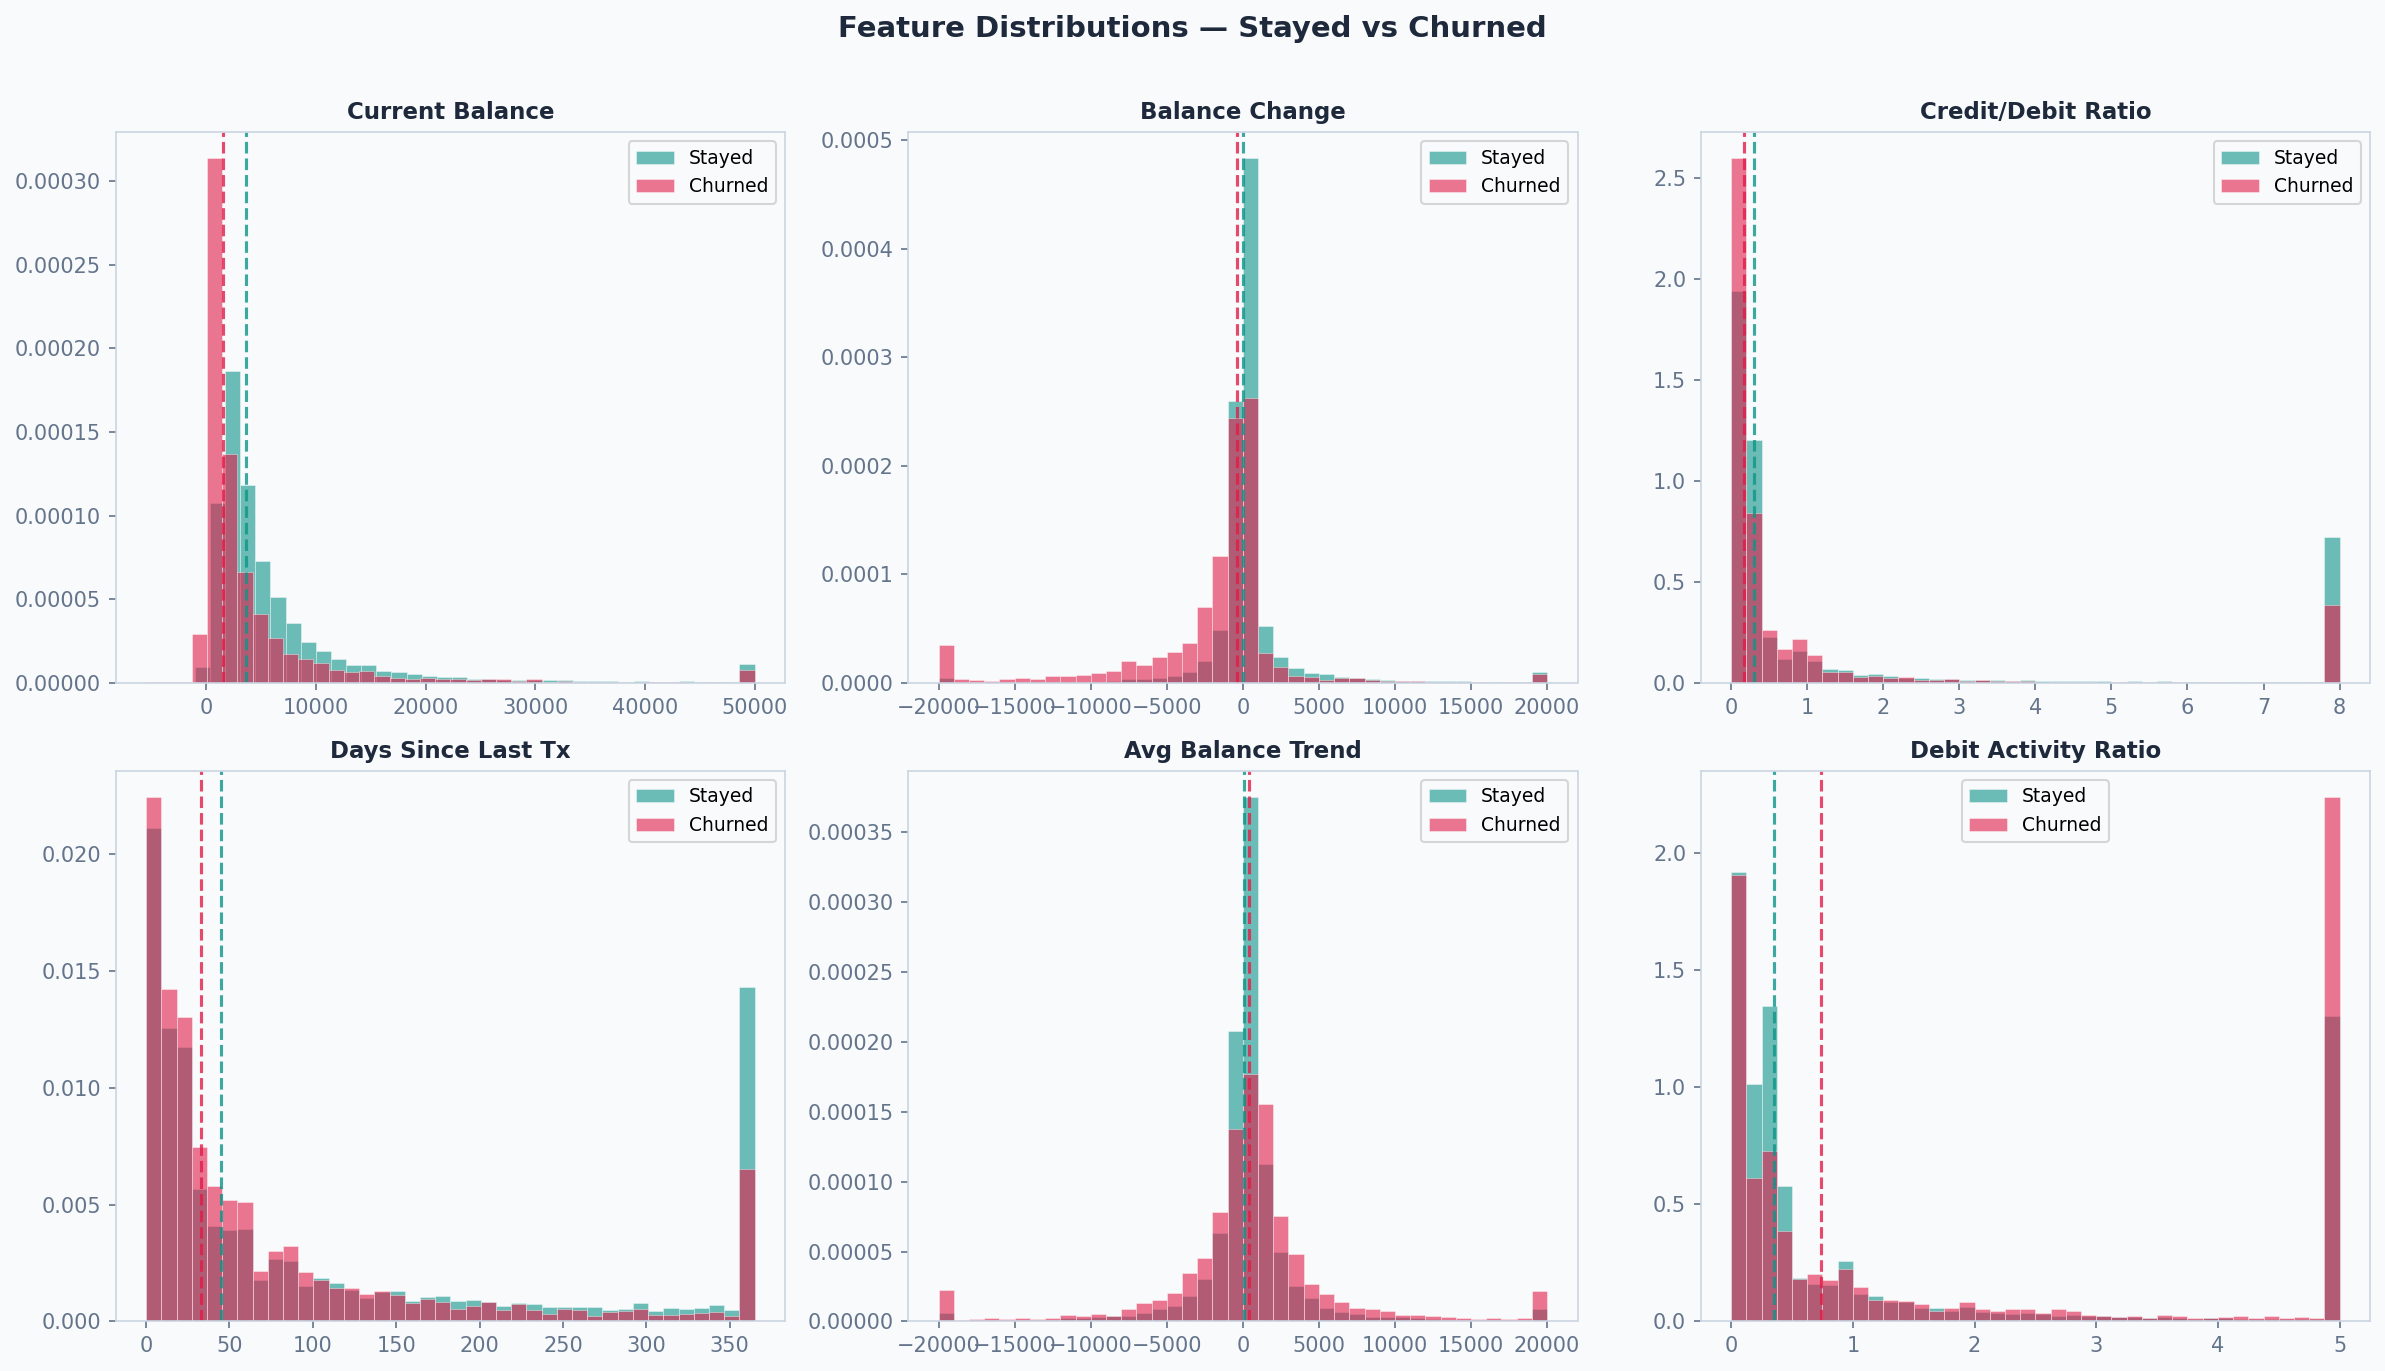 Feature Distributions — Stayed vs Churned
Current Balance
Stayed
Churned
0.00030
0.00025
0.00020
0.00015
0.00010
0.00005
0.00000
0 10000 20000 30000 40000 50000
Balance Change
Stayed
Churned
0.0005
0.0004
0.0003
0.0002
0.0001
0.0000
−20000 −15000 −10000 −5000 0 5000 10000 15000 20000
Credit/Debit Ratio
Stayed
Churned
2.5
2.0
1.5
1.0
0.5
0.0
0 1 2 3 4 5 6 7 8
Days Since Last Tx
Stayed
Churned
0.020
0.015
0.010
0.005
0.000
0 50 100 150 200 250 300 350
Avg Balance Trend
Stayed
Churned
0.00035
0.00030
0.00025
0.00020
0.00015
0.00010
0.00005
0.00000
−20000 −15000 −10000 −5000 0 5000 10000 15000 20000
Debit Activity Ratio
Stayed
Churned
2.0
1.5
1.0
0.5
0.0
0 1 2 3 4 5